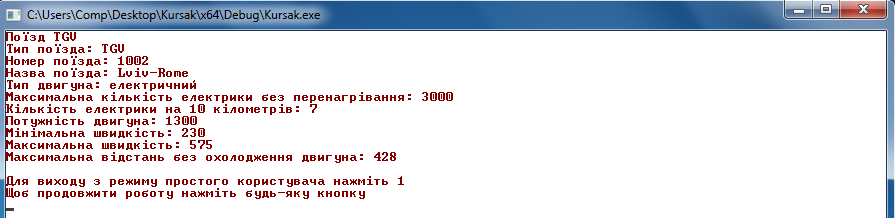 C:\Users\Comp\Desktop\Kursak\x64\Debug\Kursak.exe
Поїзд TGV
Тип поїзда: TGV
Номер поїзда: 1002
Назва поїзда: Lviv-Rome
Тип двигуна: електричний
Максимальна кількість електрики без перенагрівання: 3000
Кількість електрики на 10 кілометрів: 7
Потужність двигуна: 1300
Мінімальна швидкість: 230
Максимальна швидкість: 575
Максимальна відстань без охолодження двигуна: 428
Для виходу з режиму простого користувача нажміть 1
Щоб продовжити роботу нажміть будь-яку кнопку